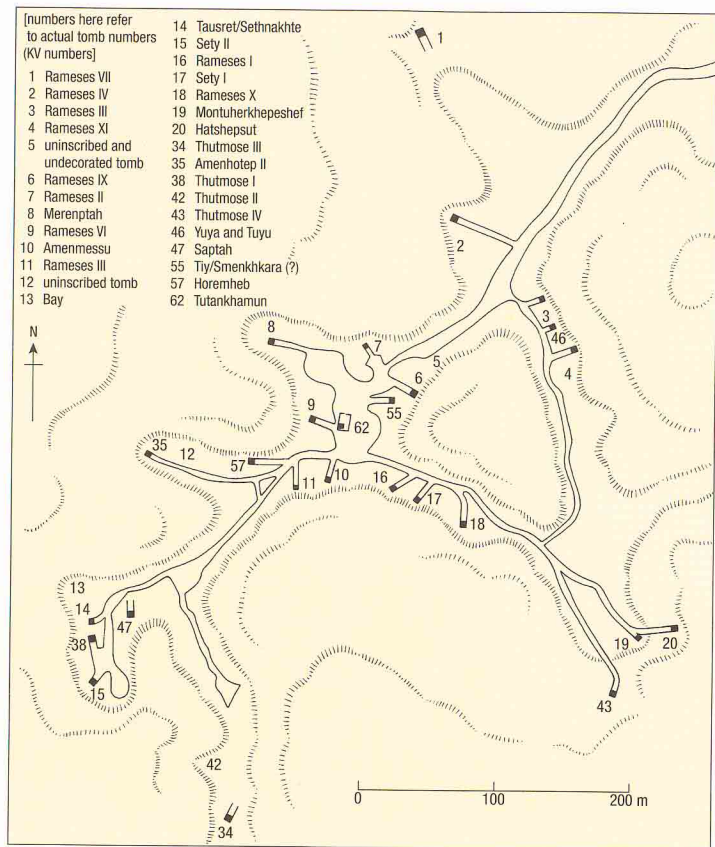 [numbers here refer
to actual tomb numbers
(KV numbers]
1 Rameses VII
2 Rameses IV
3 Rameses III
4 Rameses XI
5 uninscribed and
undecorated tomb
6 Rameses IX
7 Rameses II
8 Merenptah
9 Rameses VI
10 Amenmessu
11 Rameses III
12 uninscribed tomb
13 Bay
14 Tausret/Sethnakhte
15 Sety II
16 Rameses I
17 Sety I
18 Rameses X
19 Montuherkhepeshef
20 Hatshepsut
34 Thutmose III
35 Amenhotep II
38 Thutmose I
42 Thutmose II
43 Thutmose IV
46 Yuya and Tuyu
47 Saptah
55 Tiy/Smenkhkara (?)
57 Horemheb
62 Tutankhamun
1
2
3
46
4
N
8
7
5
6
55
9
62
35
12
57
11
10
16
17
18
13
14
47
38
15
19
20
43
42
34
0 100 200 m